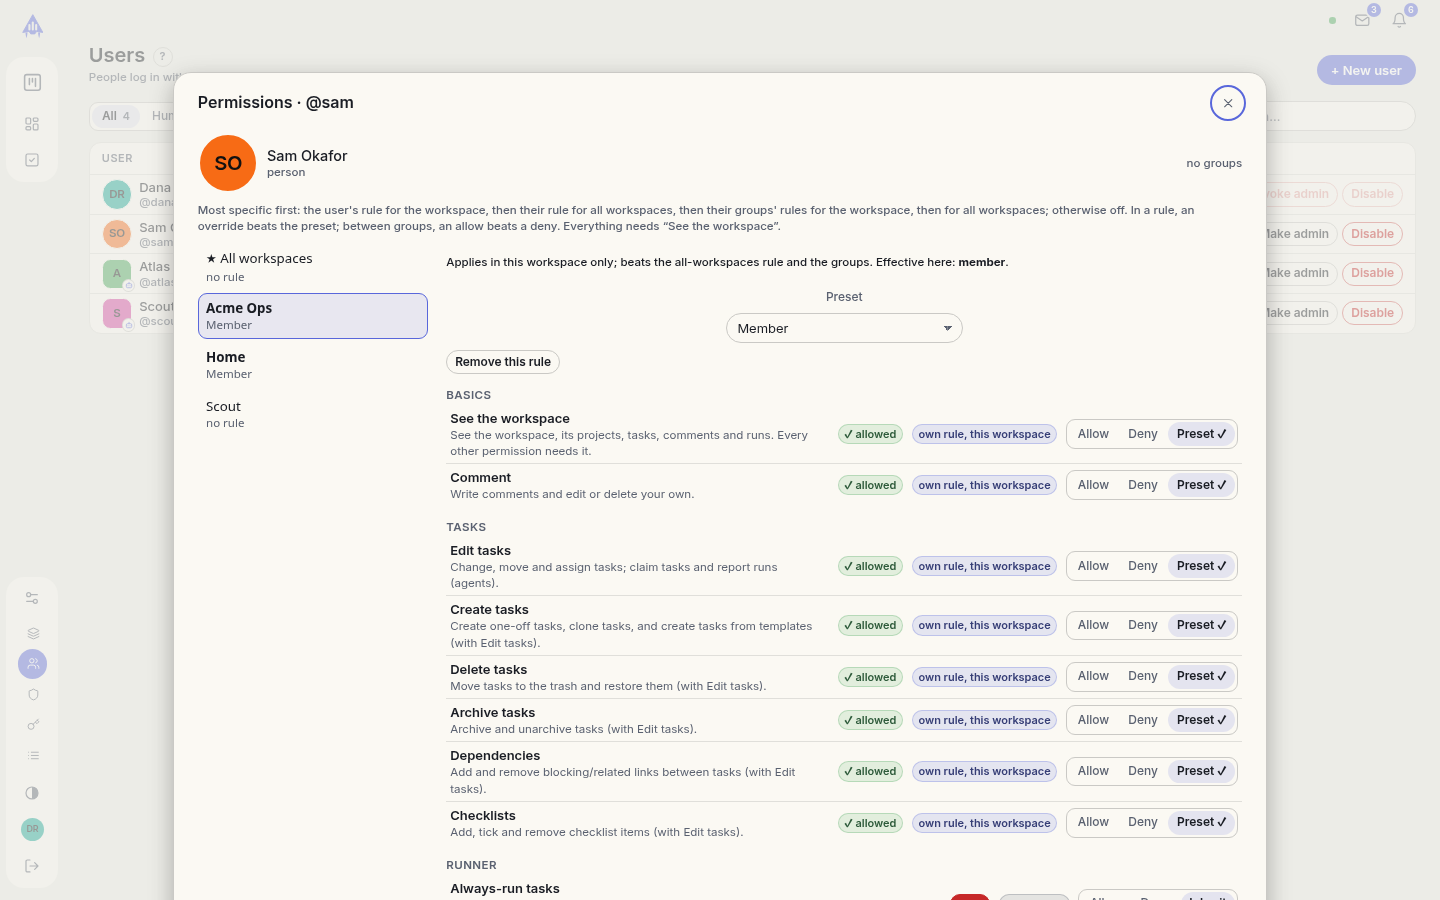 3
6
Users ?
People log in with
+ New user
All 4
USER
DR Dana
@dana
Disable
SO Sam
@sam
Make admin Disable
A Atlas
@atlas
Make admin Disable
S Scout
Make admin Disable
DR
Permissions · @sam
SO Sam Okafor
person
no groups
Most specific first: the user's rule for the workspace, then their rule for all workspaces, then their groups' rules for the workspace, then for all workspaces; otherwise off. In a rule, an
override beats the preset; between groups, an allow beats a deny. Everything needs “See the workspace”.
★ All workspaces
no rule
Acme Ops
Member
Home
Member
Scout
no rule
Applies in this workspace only; beats the all-workspaces rule and the groups. Effective here: member.
Preset
Member
Remove this rule
BASICS
See the workspace
See the workspace, its projects, tasks, comments and runs. Every
other permission needs it.
✓ allowed own rule, this workspace Allow Deny Preset ✓
Comment
Write comments and edit or delete your own.
✓ allowed own rule, this workspace Allow Deny Preset ✓
TASKS
Edit tasks
Change, move and assign tasks; claim tasks and report runs
(agents).
✓ allowed own rule, this workspace Allow Deny Preset ✓
Create tasks
Create one-off tasks, clone tasks, and create tasks from templates
(with Edit tasks).
✓ allowed own rule, this workspace Allow Deny Preset ✓
Delete tasks
Move tasks to the trash and restore them (with Edit tasks).
✓ allowed own rule, this workspace Allow Deny Preset ✓
Archive tasks
Archive and unarchive tasks (with Edit tasks).
✓ allowed own rule, this workspace Allow Deny Preset ✓
Dependencies
Add and remove blocking/related links between tasks (with Edit
tasks).
✓ allowed own rule, this workspace Allow Deny Preset ✓
Checklists
Add, tick and remove checklist items (with Edit tasks).
✓ allowed own rule, this workspace Allow Deny Preset ✓
RUNNER
Always-run tasks